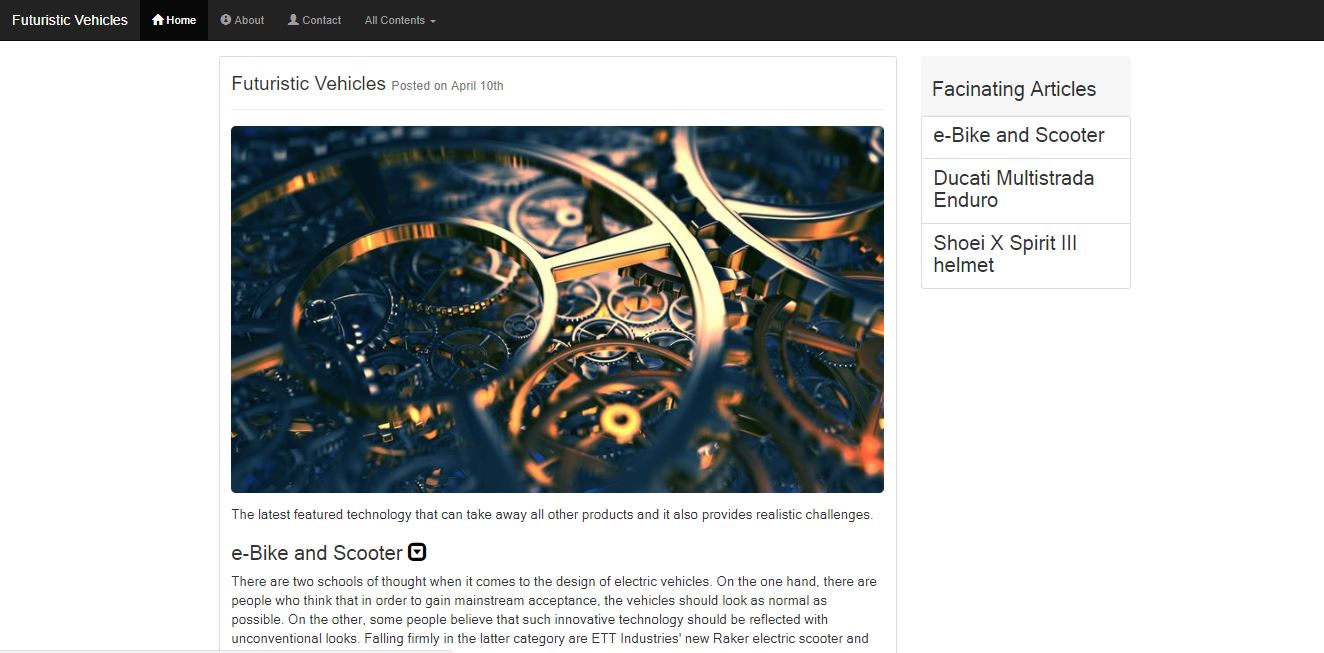 Futuristic Vehicles Home About Contact All Contents
Futuristic Vehicles Posted on April 10th
The latest featured technology that can take away all other products and it also provides realistic challenges.
e-Bike and Scooter
There are two schools of thought when it comes to the design of electric vehicles. On the one hand, there are
people who think that in order to gain mainstream acceptance, the vehicles should look as normal as
possible. On the other, some people believe that such innovative technology should be reflected with
unconventional looks. Falling firmly in the latter category are ETT Industries' new Raker electric scooter and
Facinating Articles
e-Bike and Scooter
Ducati Multistrada
Enduro
Shoei X Spirit III
helmet